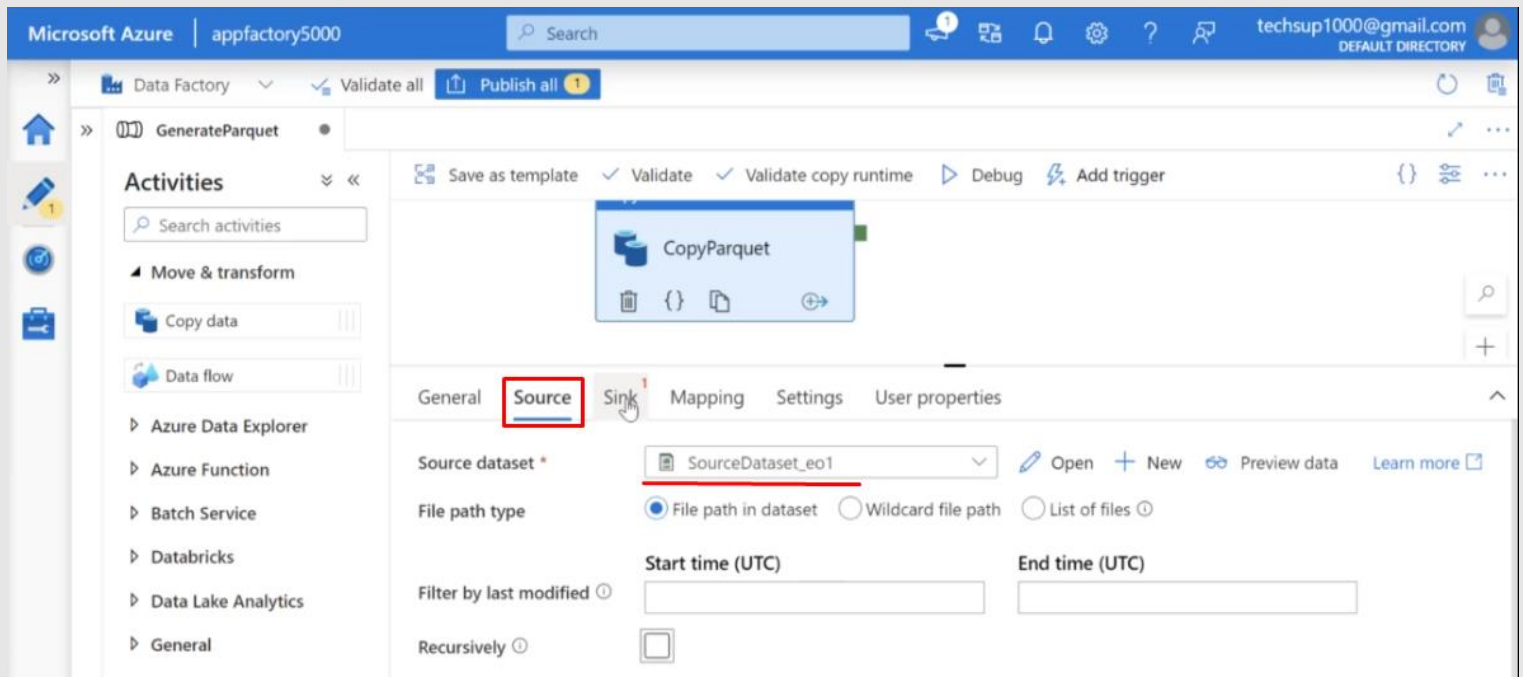 Microsoft Azure appfactory5000 Search 1 techsup1000@gmail.com
DEFAULT DIRECTORY
Data Factory Validate all Publish all 1
GenerateParquet
Activities Save as template Validate Validate copy runtime Debug Add trigger {}
1
Search activities
CopyParquet
Move & transform
{}
Copy data
Data flow
General Source Sink 1 Mapping Settings User properties
Azure Data Explorer
Source dataset * SourceDataset_eo1 Open New Preview data Learn more
Azure Function
File path type File path in dataset Wildcard file path List of files
Batch Service
Databricks
Start time (UTC) End time (UTC)
Filter by last modified
Data Lake Analytics
General
Recursively